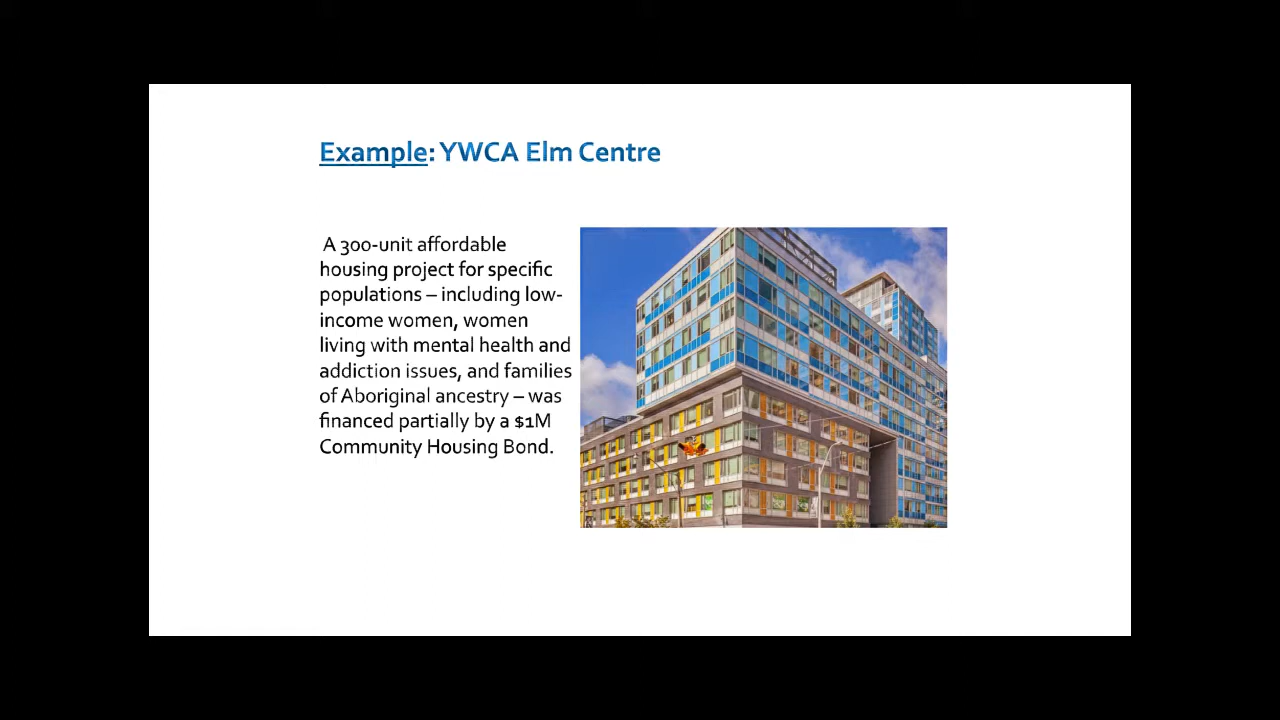 Example: YWCA Elm Centre
A 300-unit affordable
housing project for specific
populations – including low-
income women, women
living with mental health and
addiction issues, and families
of Aboriginal ancestry – was
financed partially by a $1M
Community Housing Bond.